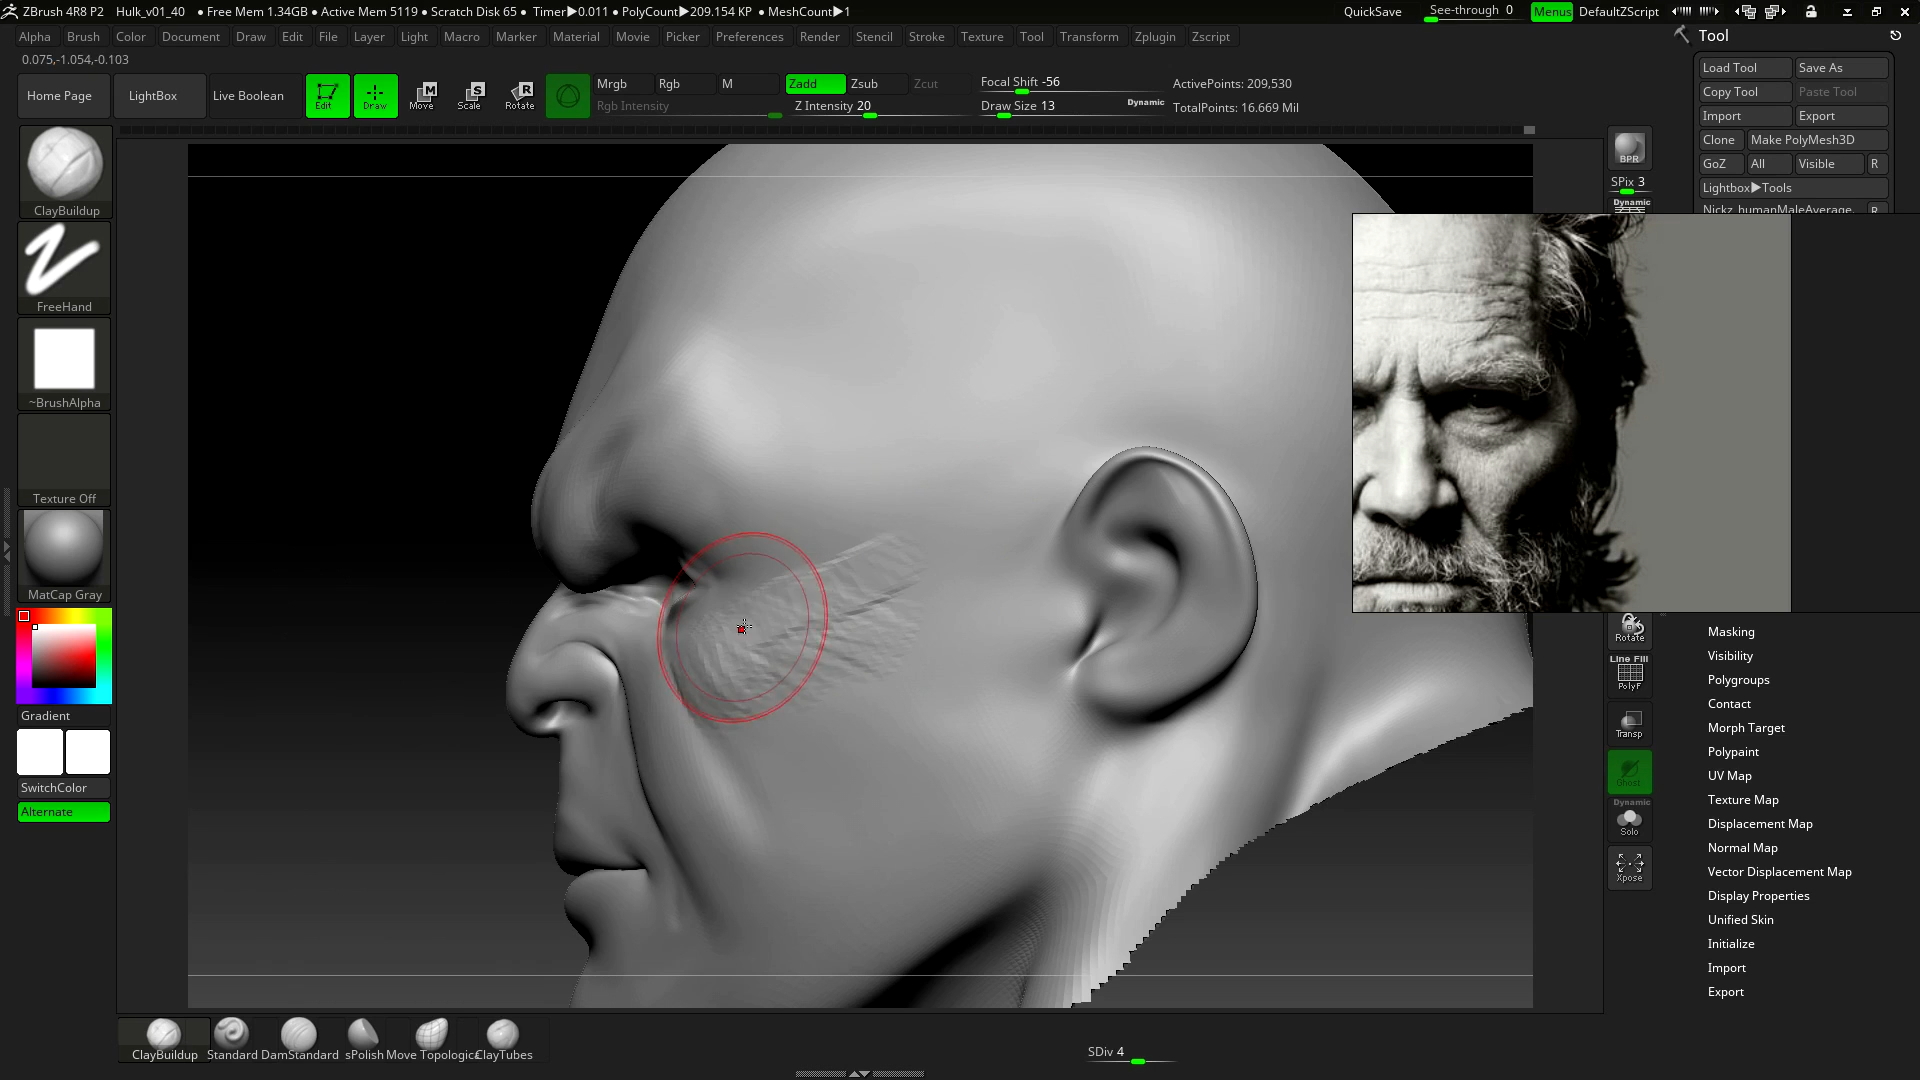 ZBrush 4R8 P2 Hulk_v01_40 ● Free Mem 1.34GB ● Active Mem 5119 ● Scratch Disk 65 ● Timer▶0.011 ● PolyCount▶209.154 KP ● MeshCount▶1 QuickSave See-through 0 Menus DefaultZScript
Alpha Brush Color Document Draw Edit File Layer Light Macro Marker Material Movie Picker Preferences Render Stencil Stroke Texture Tool Transform Zplugin Zscript
Tool
0.075,-1.054,-0.103
Load Tool Save As
Copy Tool Paste Tool
Import Export
Clone Make PolyMesh3D
GoZ All Visible R
Lightbox▶Tools
Nickz_humanMaleAverage. R
Home Page LightBox Live Boolean Edit Draw Move Scale Rotate
M S R
Mrgb Rgb M Zadd Zsub Zcut Focal Shift -56 ActivePoints: 209,530
Rgb Intensity Z Intensity 20 Draw Size 13 Dynamic TotalPoints: 16.669 Mil
ClayBuildup
FreeHand
~BrushAlpha
Texture Off
MatCap Gray
Gradient
SwitchColor
Alternate
BPR
SPix 3
Dynamic
Rotate
Line Fill
PolyF
Transp
Ghost
Dynamic
Solo
Xpose
Masking
Visibility
Polygroups
Contact
Morph Target
Polypaint
UV Map
Texture Map
Displacement Map
Normal Map
Vector Displacement Map
Display Properties
Unified Skin
Initialize
Import
Export
ClayBuildup Standard DamStandard sPolish Move Topologica ClayTubes
SDiv 4